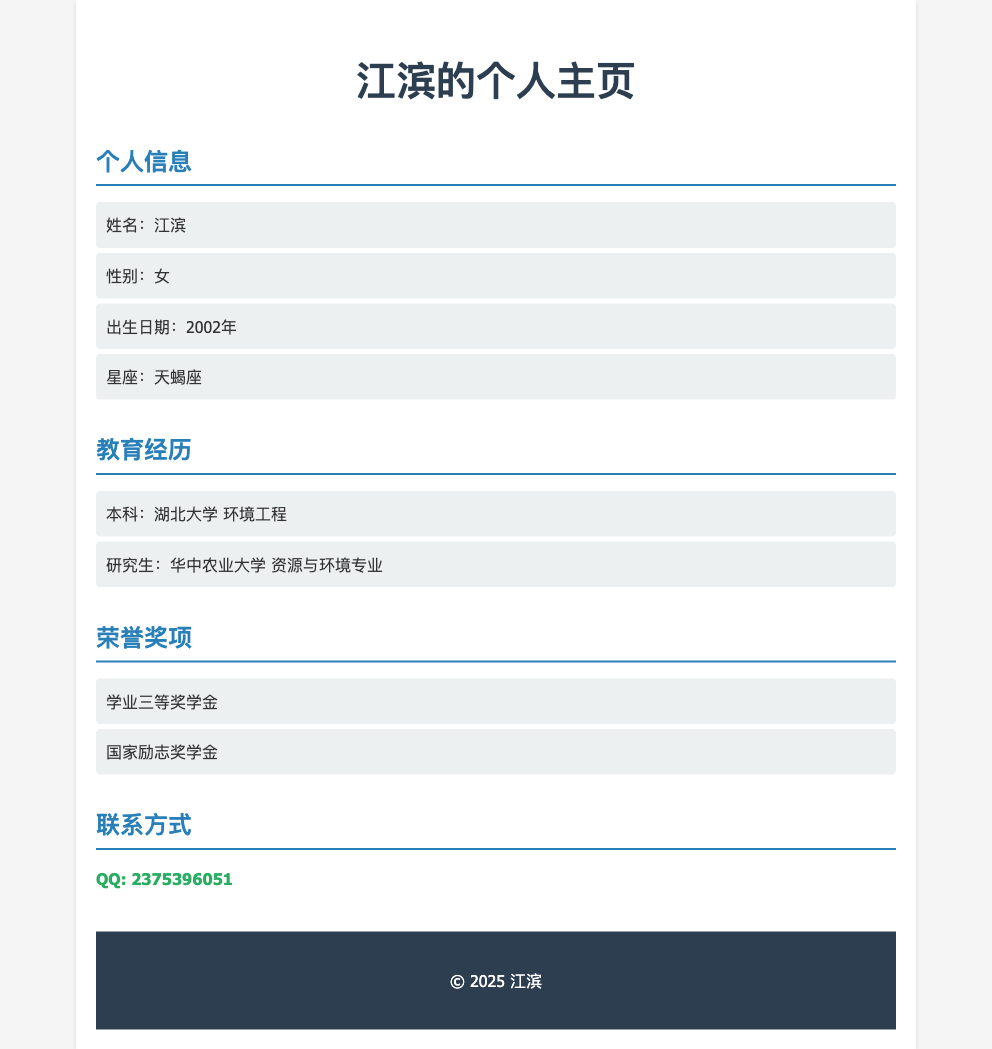 江滨的个人主页
个人信息
姓名：江滨
性别：女
出生日期：2002年
星座：天蝎座
教育经历
本科：湖北大学 环境工程
研究生：华中农业大学 资源与环境专业
荣誉奖项
学业三等奖学金
国家励志奖学金
联系方式
QQ: 2375396051
© 2025 江滨